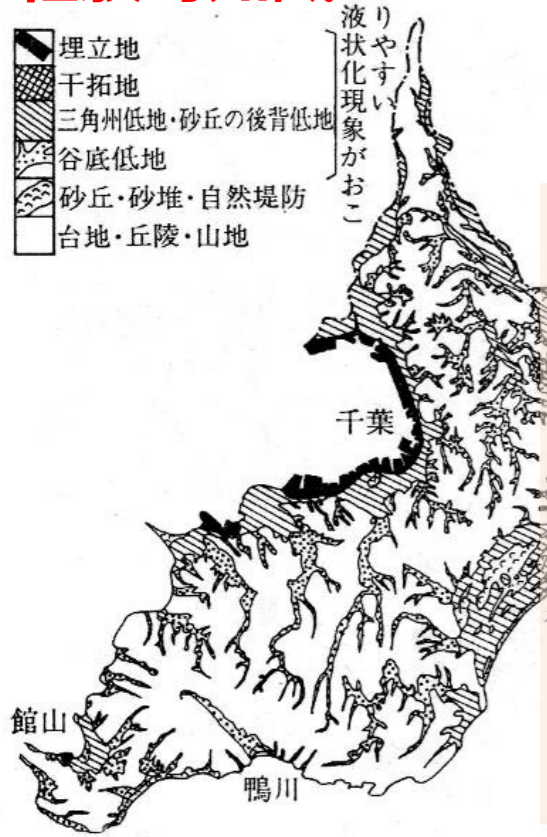 埋立地
干拓地
三角州低地・砂丘の後背低地
谷底低地
砂丘・砂堆・自然堤防
台地・丘陵・山地
りやすい
液状化現象がおこ
千葉
館山
鴨川